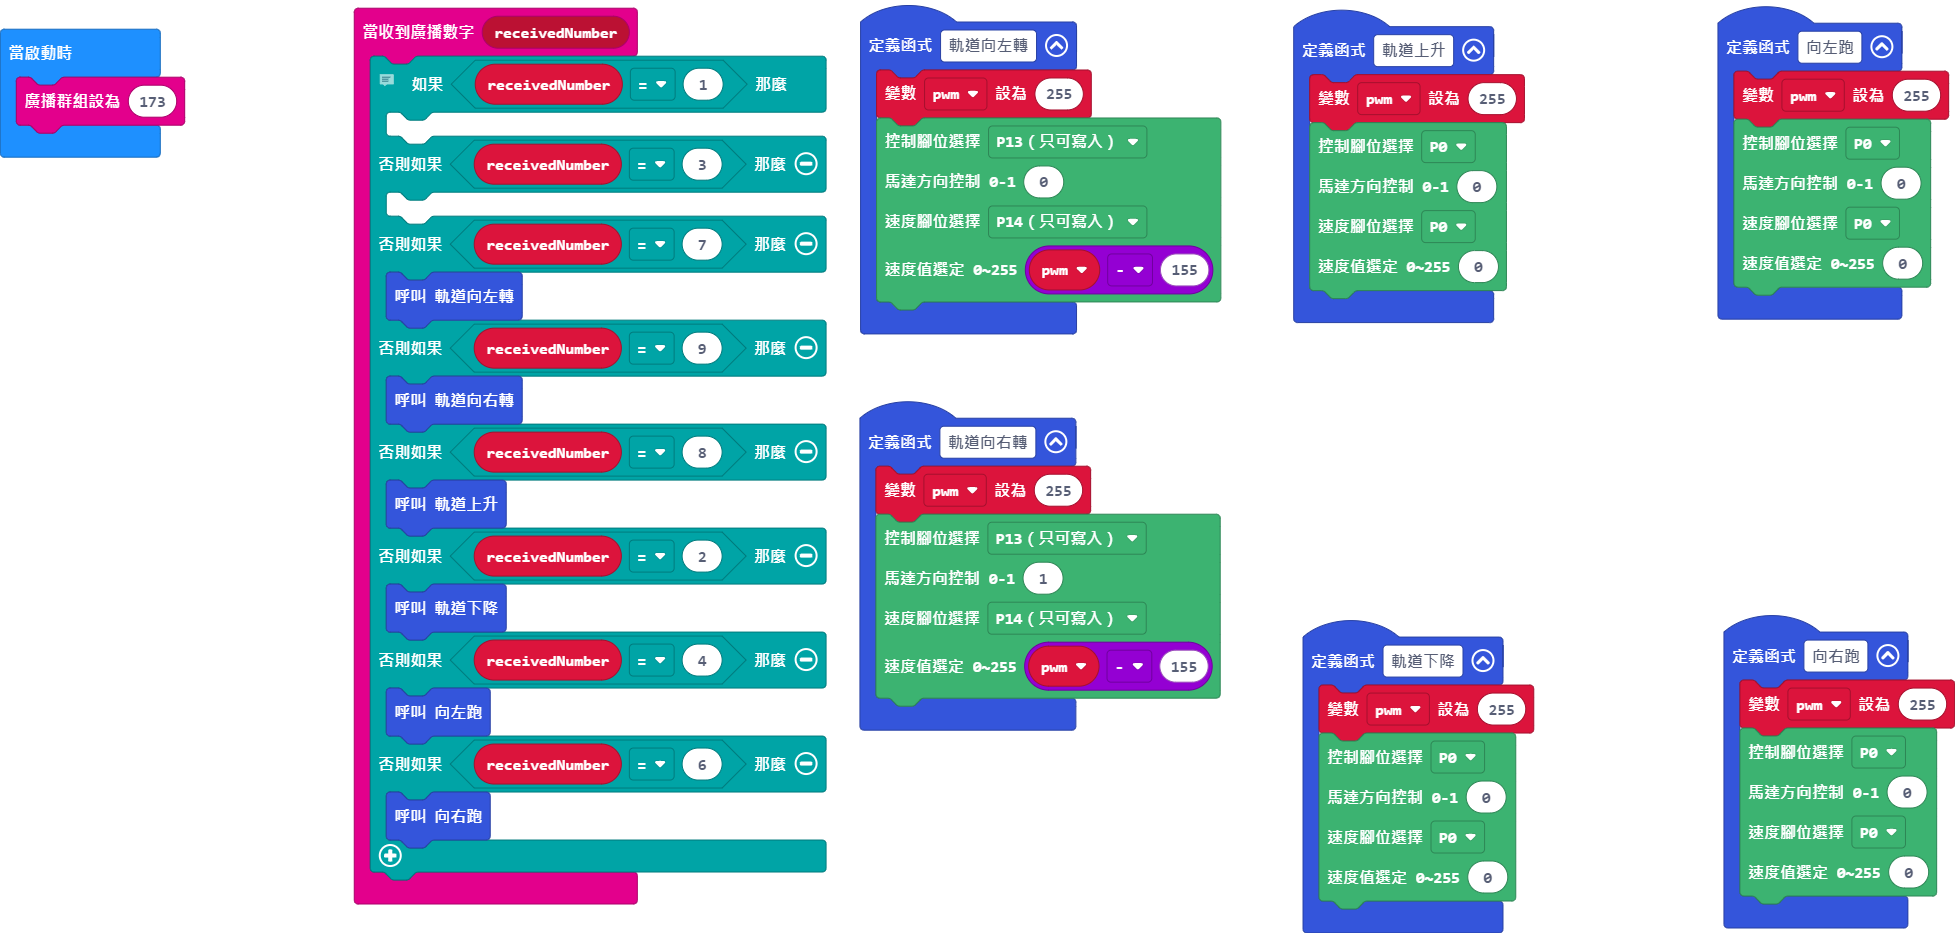 當啟動時
廣播群組設為 173
當收到廣播數字 receivedNumber
如果 receivedNumber = 1 那麼
否則如果 receivedNumber = 3 那麼
否則如果 receivedNumber = 7 那麼
呼叫 軌道向左轉
否則如果 receivedNumber = 9 那麼
呼叫 軌道向右轉
否則如果 receivedNumber = 8 那麼
呼叫 軌道上升
否則如果 receivedNumber = 2 那麼
呼叫 軌道下降
否則如果 receivedNumber = 4 那麼
呼叫 向左跑
否則如果 receivedNumber = 6 那麼
呼叫 向右跑
定義函式 軌道向左轉
變數 pwm 設為 255
控制腳位選擇 P13（只可寫入）
馬達方向控制 0-1 0
速度腳位選擇 P14（只可寫入）
速度值選定 0~255 pwm - 155
定義函式 軌道向右轉
變數 pwm 設為 255
控制腳位選擇 P13（只可寫入）
馬達方向控制 0-1 1
速度腳位選擇 P14（只可寫入）
速度值選定 0~255 pwm - 155
定義函式 軌道上升
變數 pwm 設為 255
控制腳位選擇 P0
馬達方向控制 0-1 0
速度腳位選擇 P0
速度值選定 0~255 0
定義函式 軌道下降
變數 pwm 設為 255
控制腳位選擇 P0
馬達方向控制 0-1 0
速度腳位選擇 P0
速度值選定 0~255 0
定義函式 向左跑
變數 pwm 設為 255
控制腳位選擇 P0
馬達方向控制 0-1 0
速度腳位選擇 P0
速度值選定 0~255 0
定義函式 向右跑
變數 pwm 設為 255
控制腳位選擇 P0
馬達方向控制 0-1 0
速度腳位選擇 P0
速度值選定 0~255 0